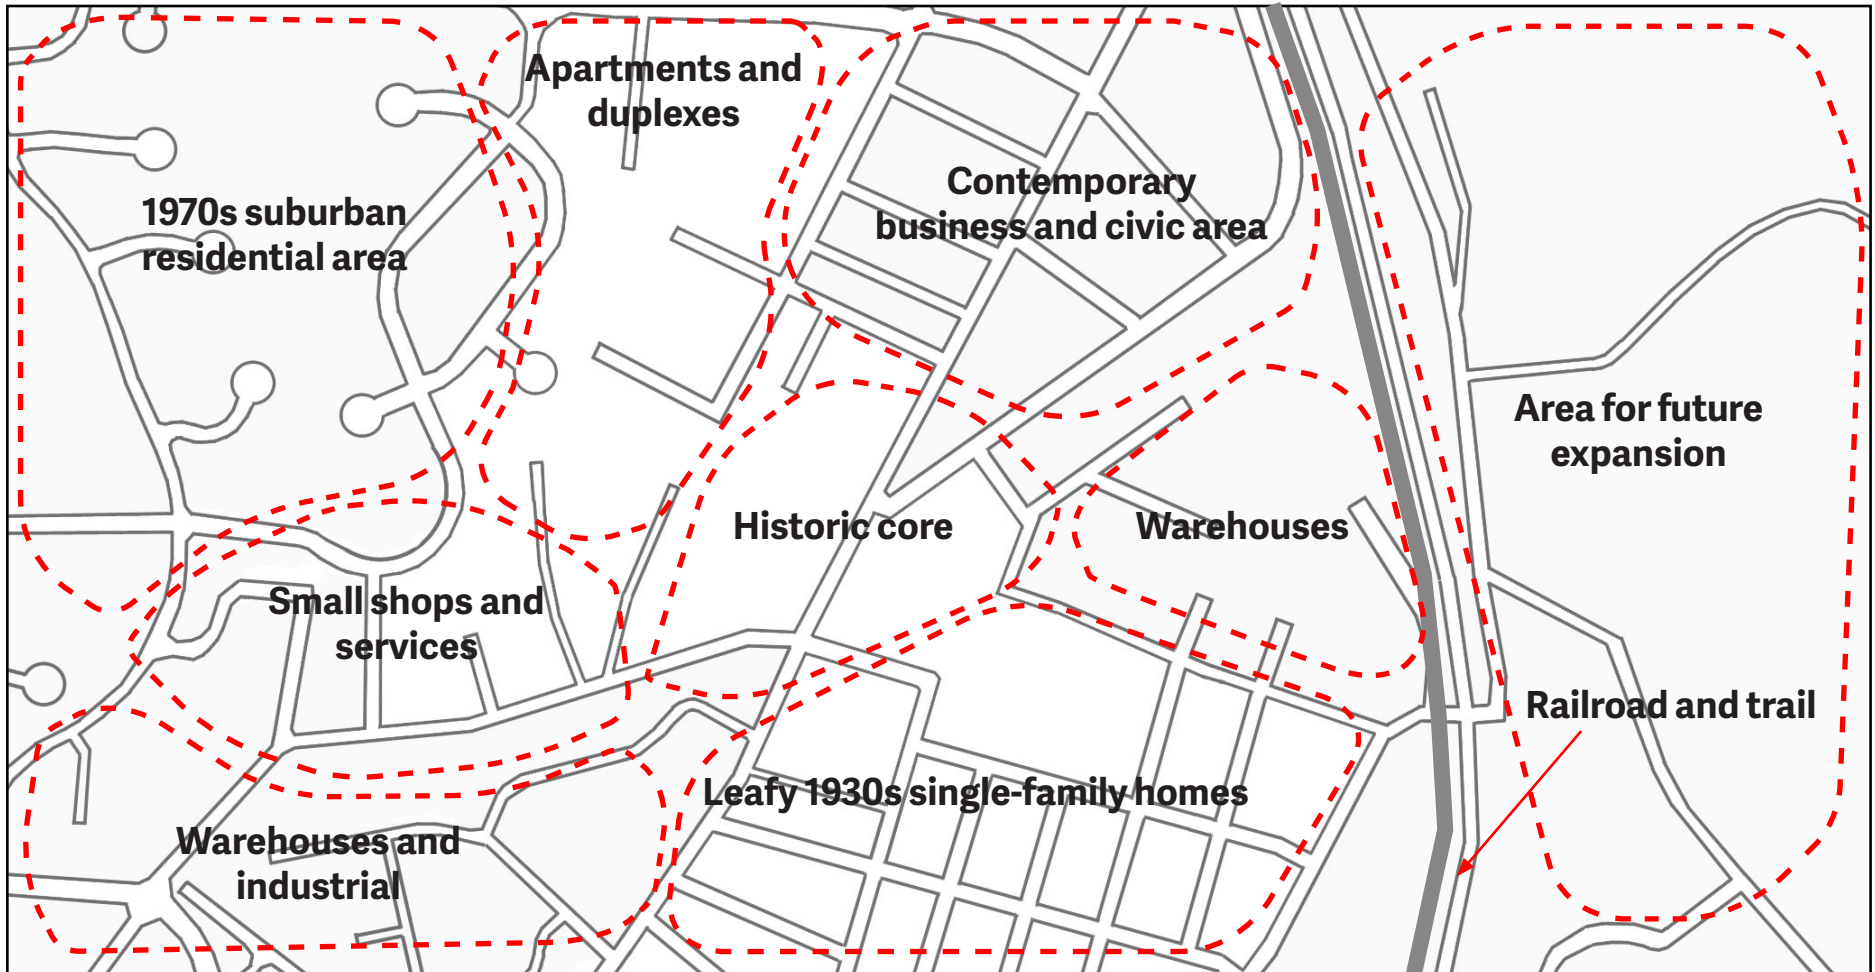 Apartments and
duplexes
Contemporary
business and civic area
1970s suburban
residential area
Area for future
expansion
Historic core
Warehouses
Small shops and
services
Railroad and trail
Leafy 1930s single-family homes
Warehouses and
industrial